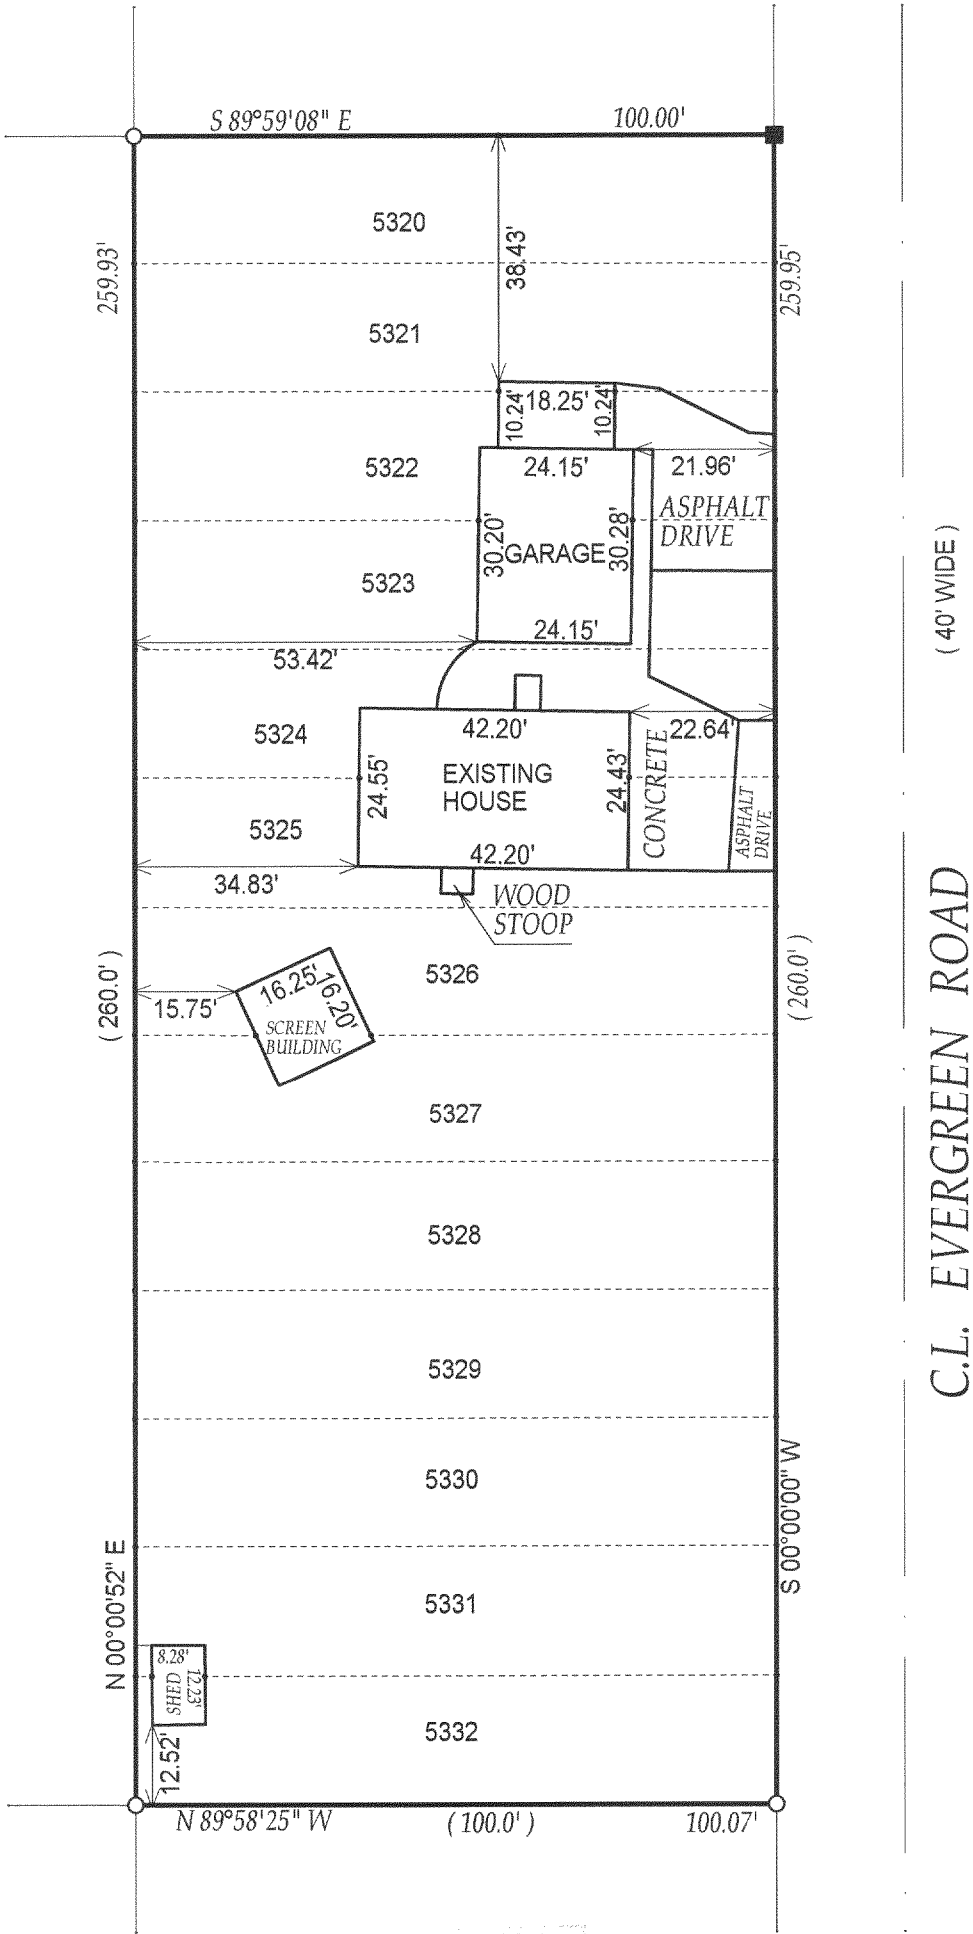 S 89°59'08" E
100.00'
5320
259.93'
38.43'
259.95'
5321
18.25'
10.24'
10.24'
5322
24.15'
21.96'
ASPHALT
DRIVE
30.20'
GARAGE
30.28'
5323
( 40' WIDE )
24.15'
53.42'
5324
42.20'
22.64'
EXISTING
HOUSE
24.55'
24.43'
CONCRETE
ASPHALT
DRIVE
5325
42.20'
34.83'
WOOD
STOOP
5326
( 260.0' )
( 260.0' )
15.75'
16.25'
16.20'
SCREEN
BUILDING
5327
C.L. EVERGREEN ROAD
5328
5329
5330
S 00°00'00" W
N 00°00'52" E
5331
8.28'
SHED
12.23'
5332
12.52'
N 89°58'25" W
( 100.0' )
100.07'